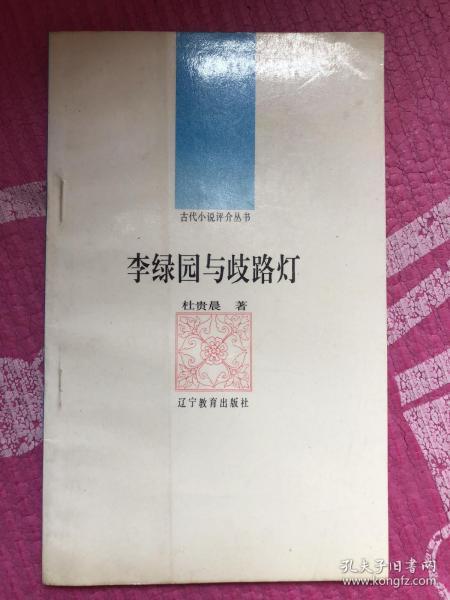 古代小说评介丛书
李绿园与歧路灯
杜贵晨 著
辽宁教育出版社
孔夫子旧书网
www.kongfz.com